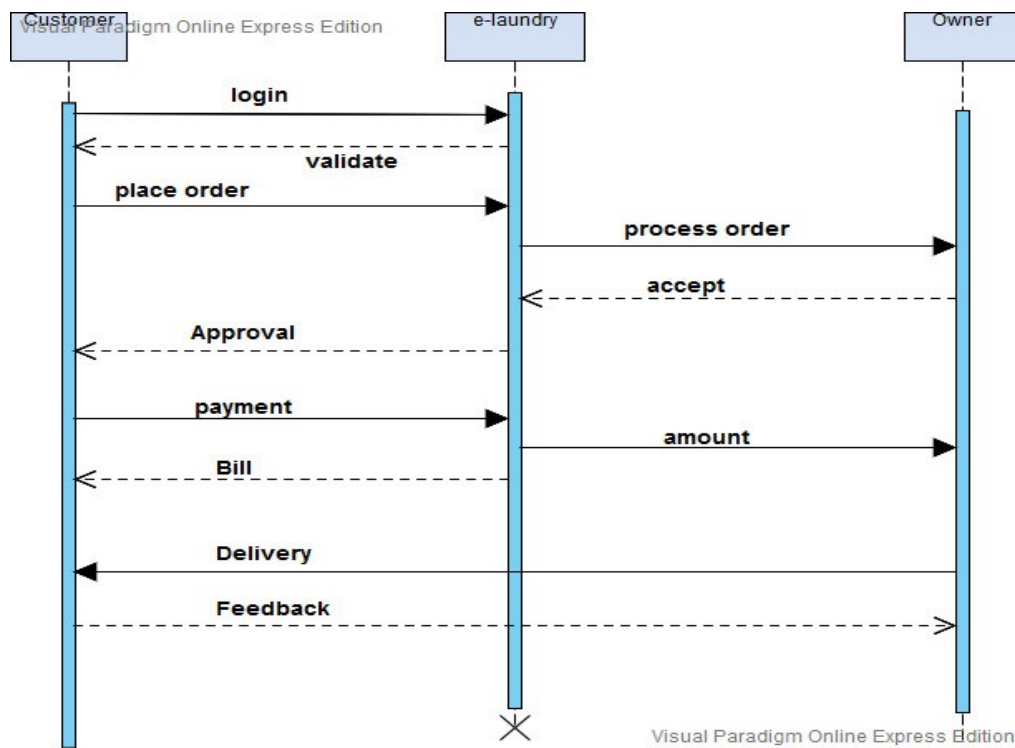 Customer
e-laundry
Owner
Visual Paradigm Online Express Edition
login
validate
place order
process order
accept
Approval
payment
amount
Bill
Delivery
Feedback
Visual Paradigm Online Express Edition